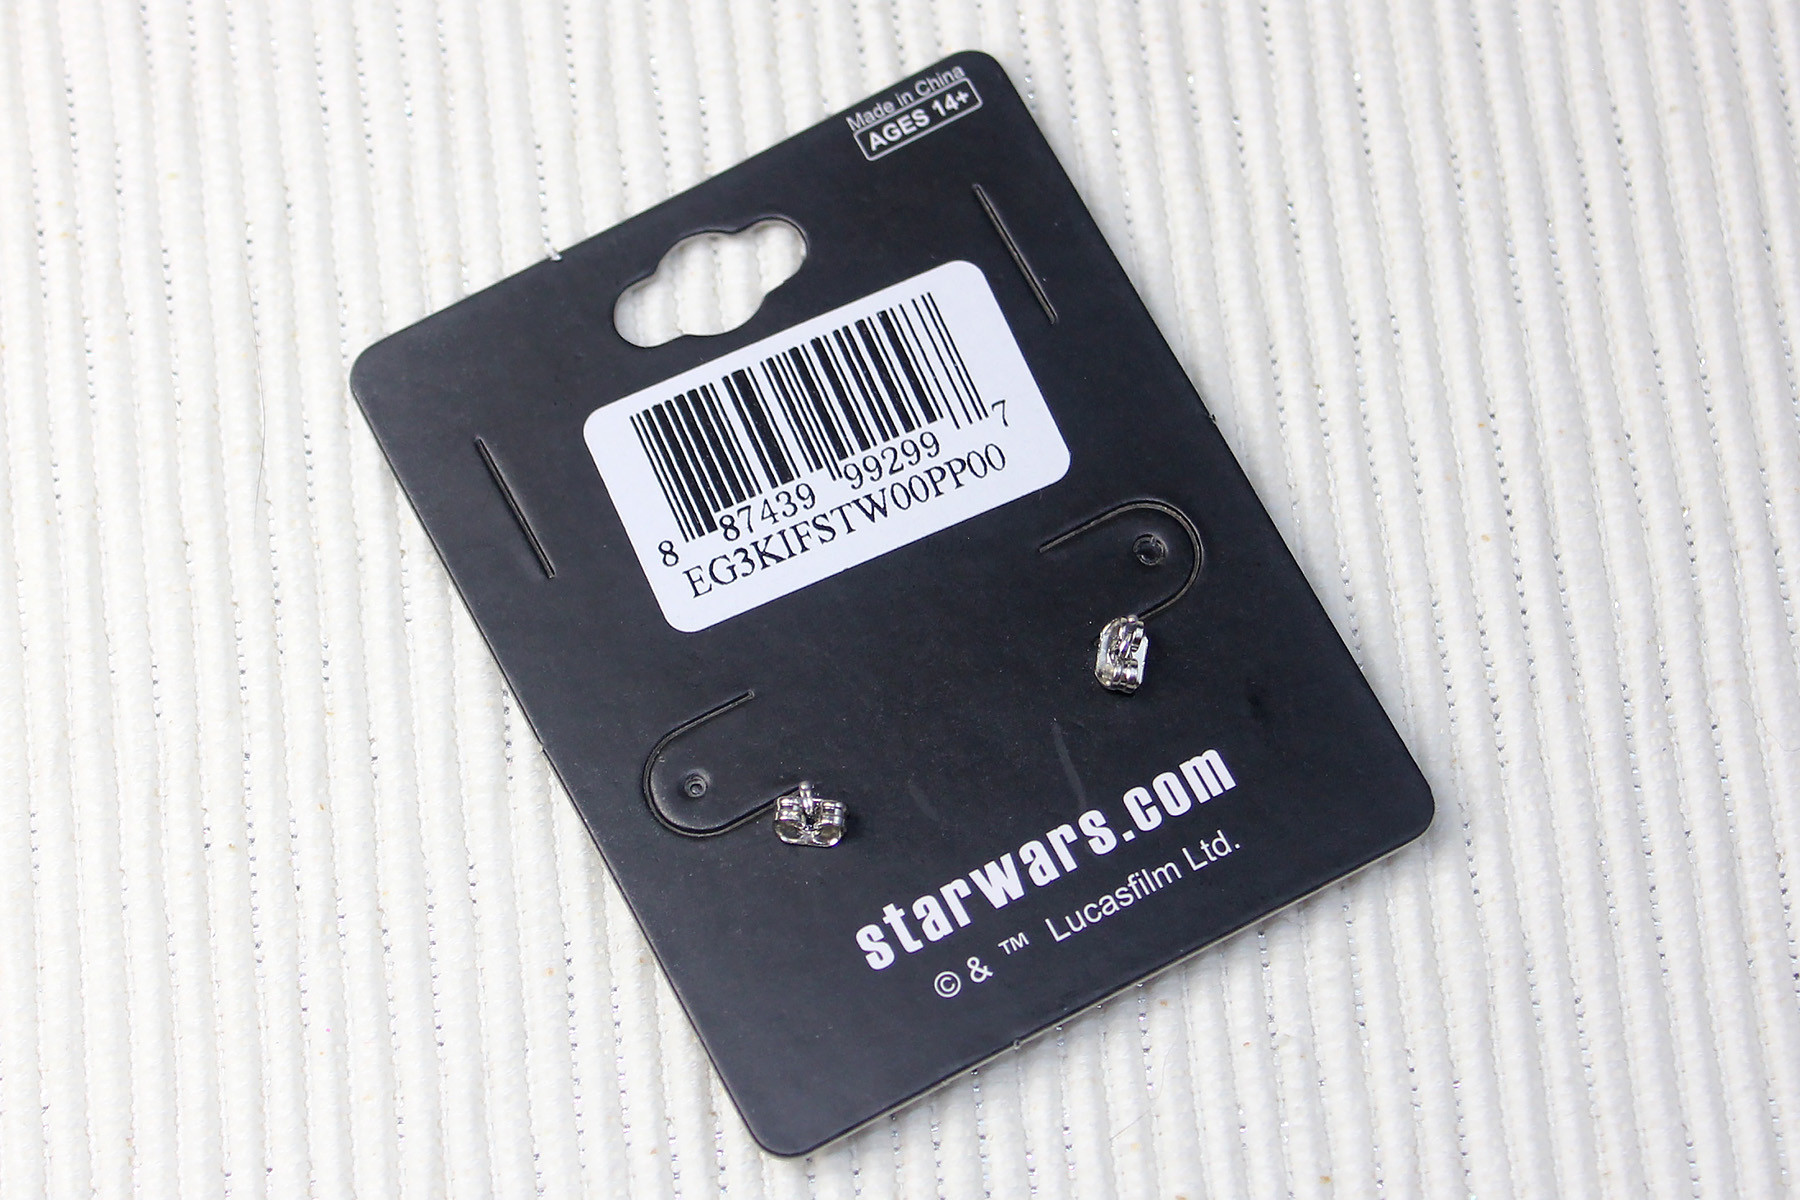 Made in China
AGES 14+
8 87439 99299 7
EG3KIFSTW00PP00
starwars.com
© & ™ Lucasfilm Ltd.